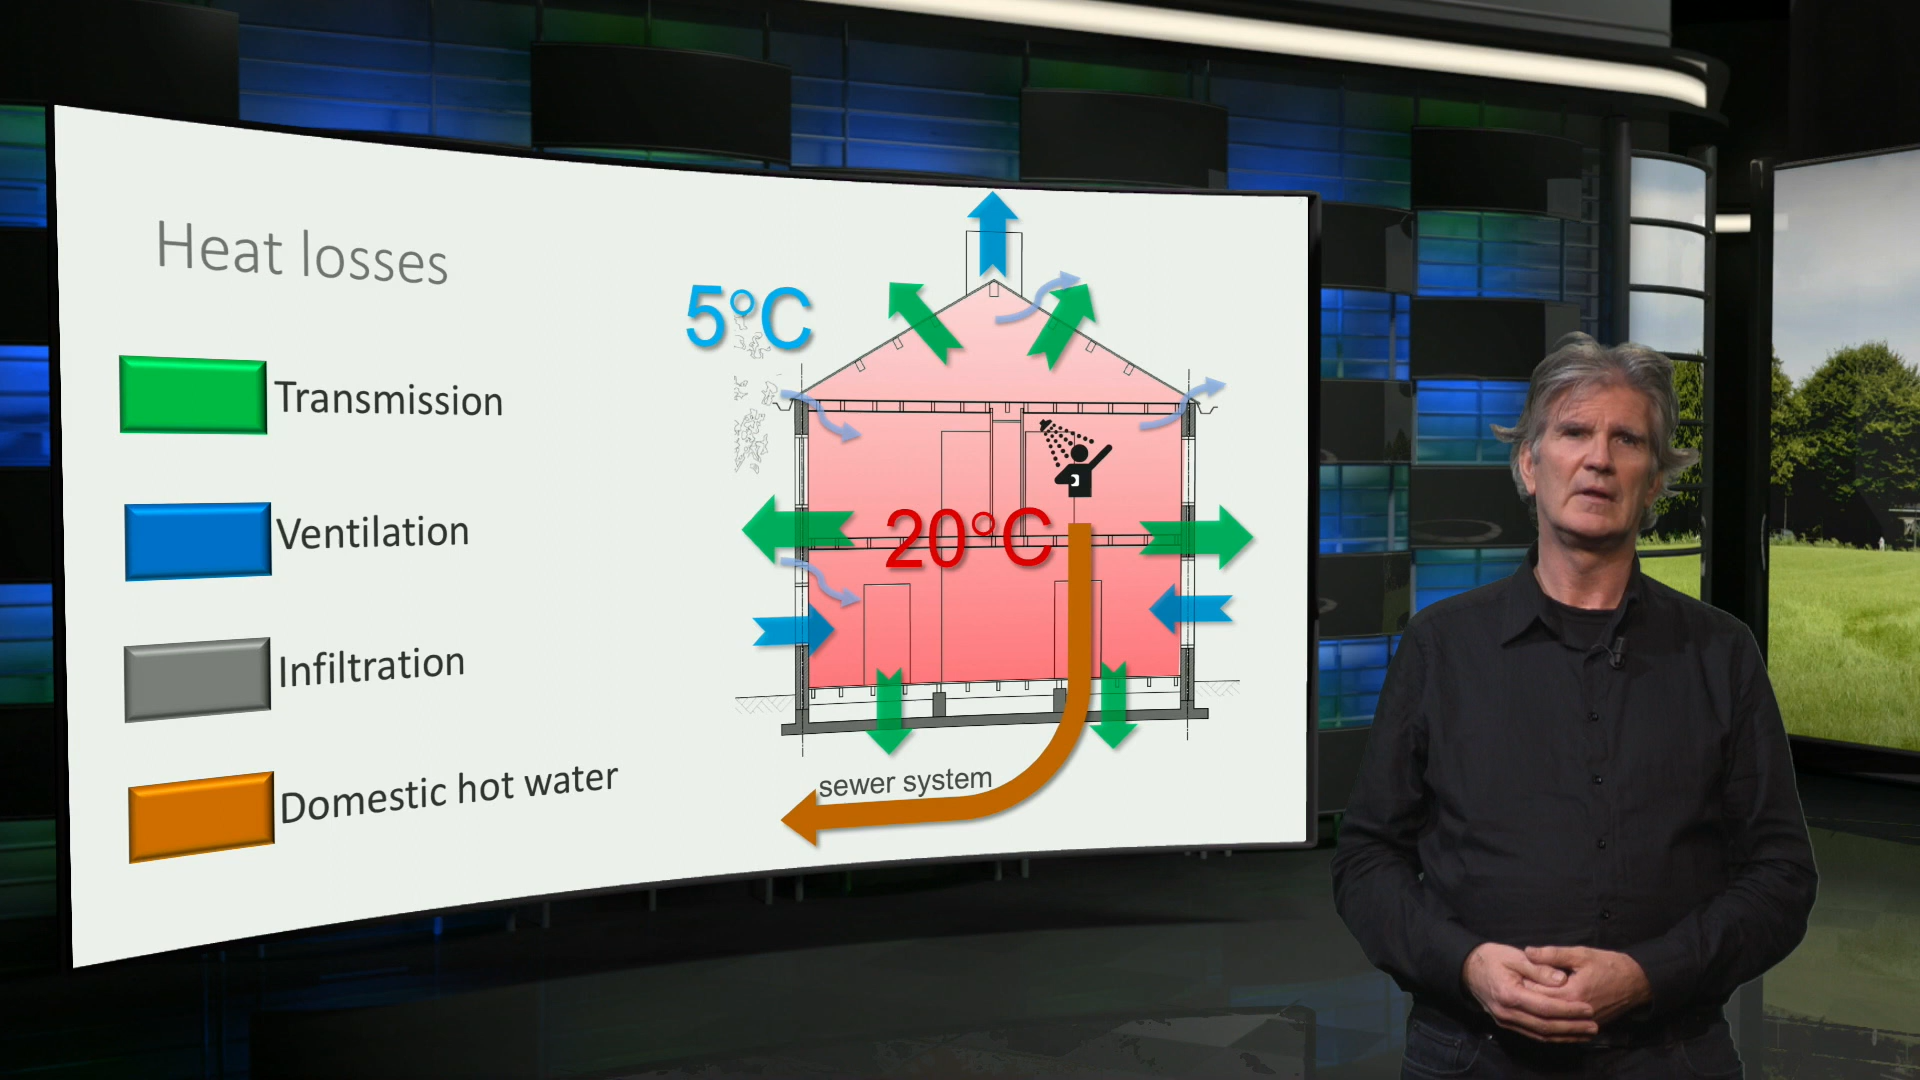 Heat losses
5°C
Transmission
Ventilation
20°C
Infiltration
Domestic hot water
sewer system